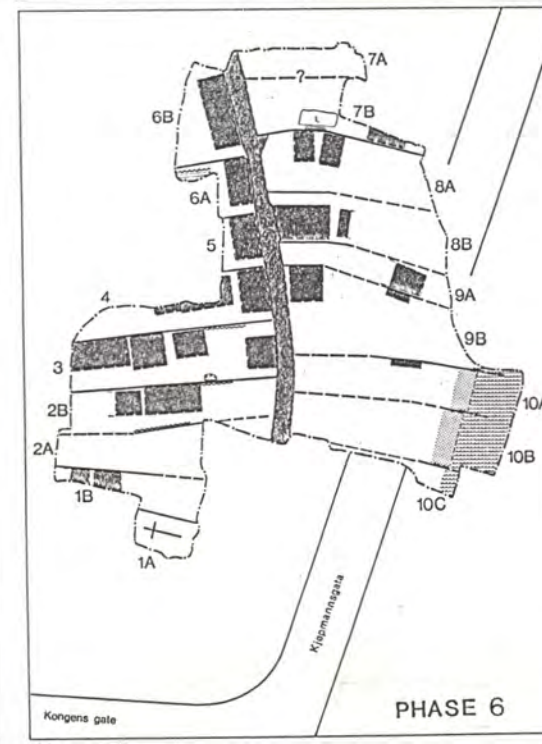 7A
?
6B
7B
L
8A
6A
8B
5
9A
4
9B
3
10A
2B
2A
10B
1B
10C
1A
Kjøpmannsgata
PHASE 6
Kongens gate